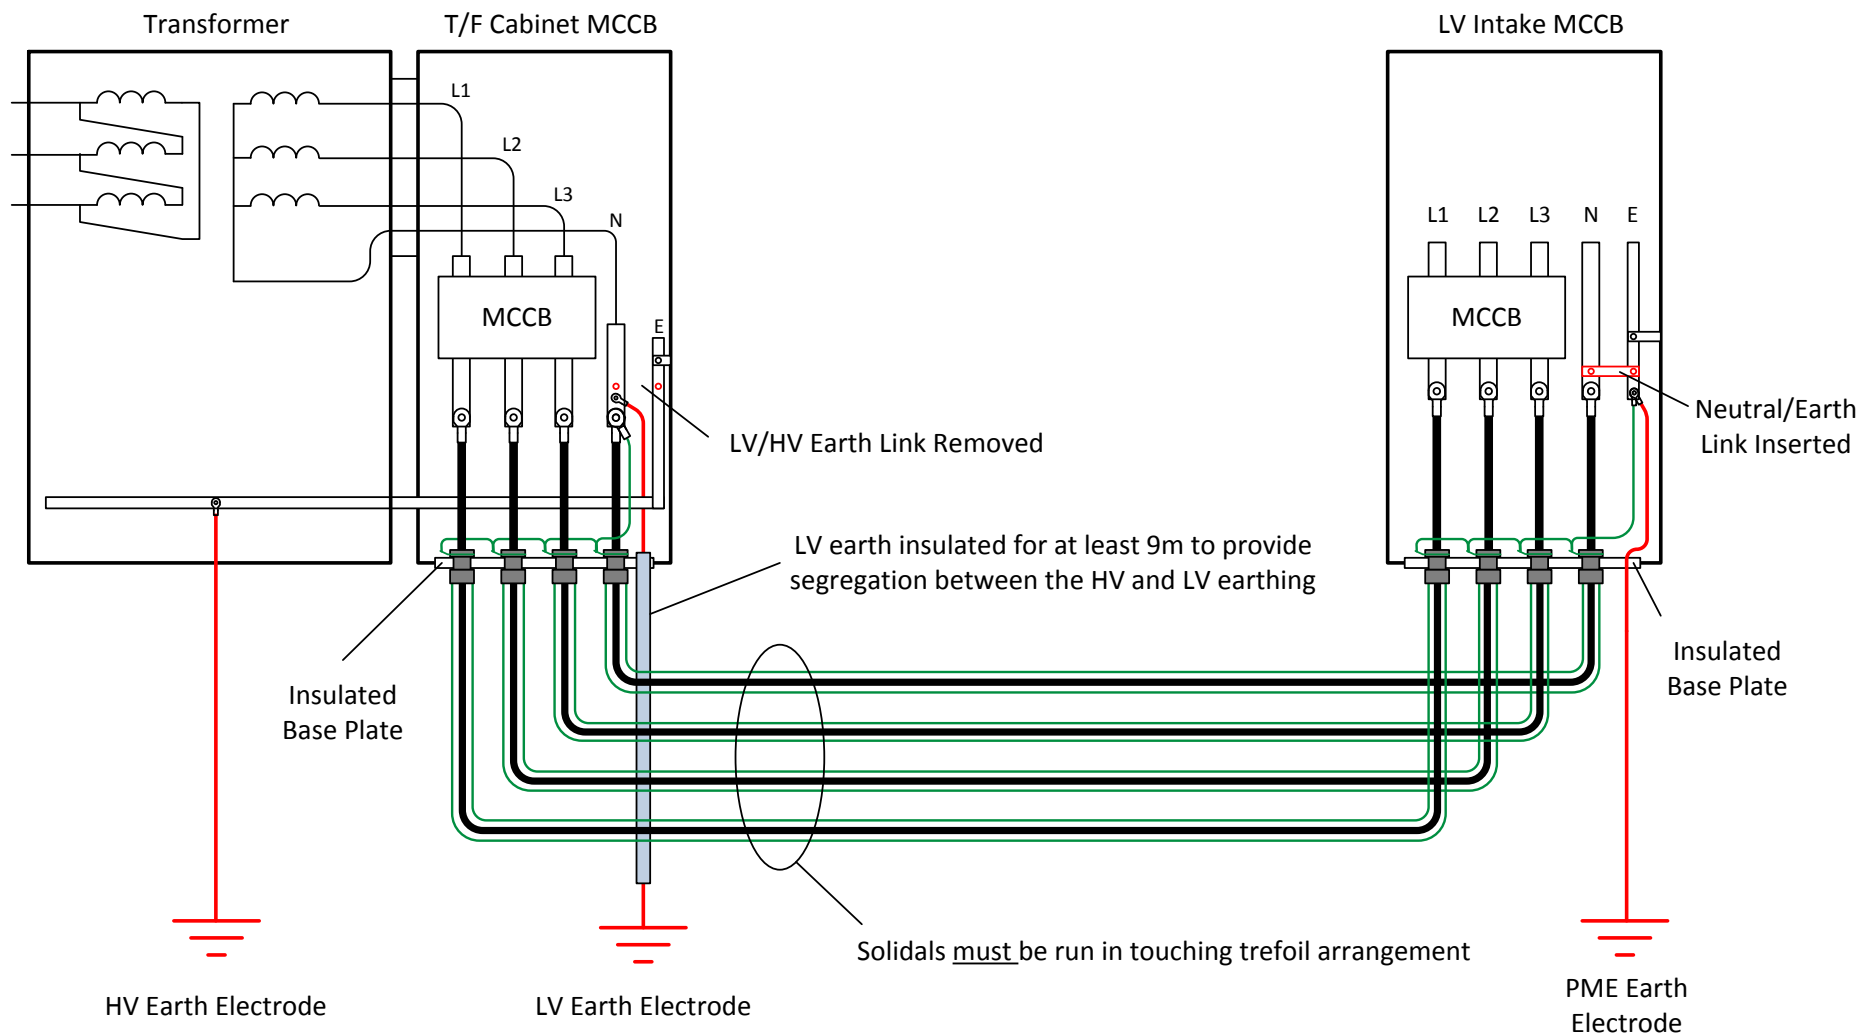 Transformer
T/F Cabinet MCCB
LV Intake MCCB
L1
L2
L3
N
L1 L2 L3 N E
MCCB
E
MCCB
LV/HV Earth Link Removed
Neutral/Earth
Link Inserted
LV earth insulated for at least 9m to provide
segregation between the HV and LV earthing
Insulated
Base Plate
Insulated
Base Plate
Solidals must be run in touching trefoil arrangement
HV Earth Electrode
LV Earth Electrode
PME Earth
Electrode